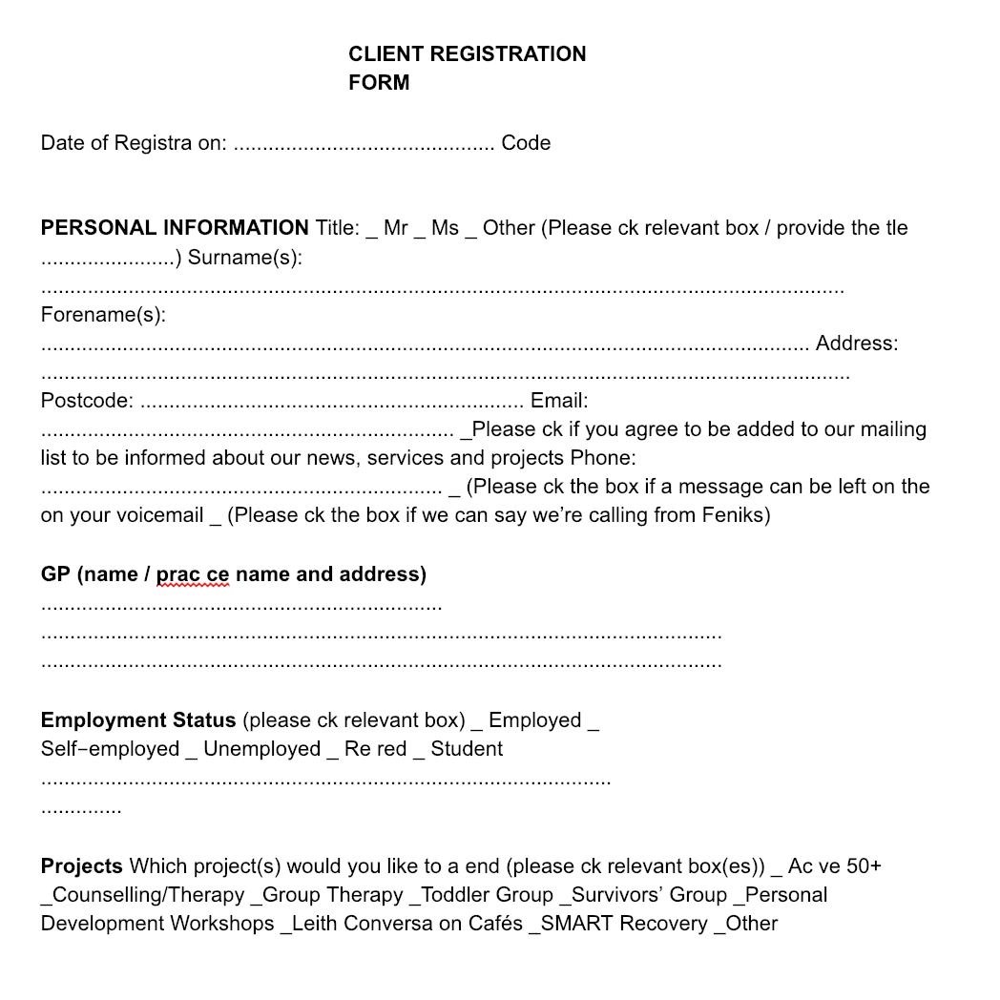 CLIENT REGISTRATION
FORM
Date of Registra on: ............................................. Code
PERSONAL INFORMATION Title: _ Mr _ Ms _ Other (Please ck relevant box / provide the tle
.......................) Surname(s):
..........................................................................................................................................
Forename(s):
.................................................................................................................................... Address:
...........................................................................................................................................
Postcode: .................................................................. Email:
....................................................................... _Please ck if you agree to be added to our mailing
list to be informed about our news, services and projects Phone:
..................................................................... _ (Please ck the box if a message can be left on the
on your voicemail _ (Please ck the box if we can say we’re calling from Feniks)
GP (name / prac ce name and address)
.....................................................................
.....................................................................................................................
.....................................................................................................................
Employment Status (please ck relevant box) _ Employed _
Self–employed _ Unemployed _ Re red _ Student
..................................................................................................
..............
Projects Which project(s) would you like to a end (please ck relevant box(es)) _ Ac ve 50+
_Counselling/Therapy _Group Therapy _Toddler Group _Survivors’ Group _Personal
Development Workshops _Leith Conversa on Cafés _SMART Recovery _Other